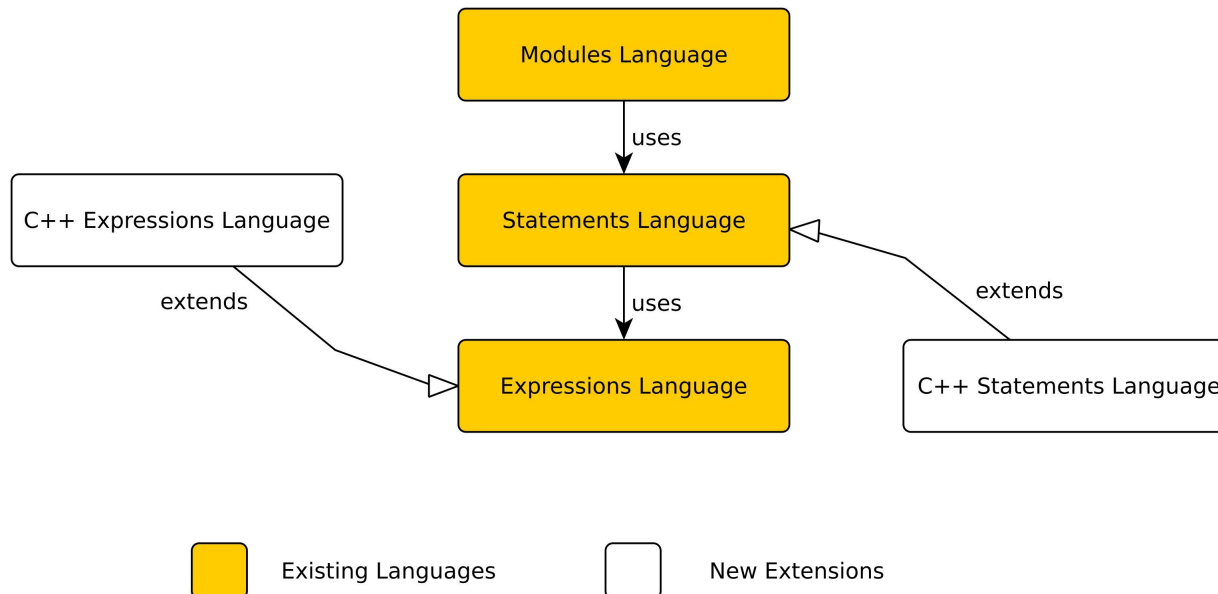 Modules Language
uses
C++ Expressions Language
Statements Language
extends
uses
extends
Expressions Language
C++ Statements Language
Existing Languages
New Extensions